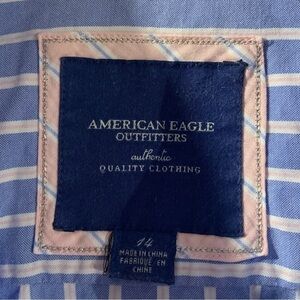 AMERICAN EAGLE
OUTFITTERS
authentic
QUALITY CLOTHING
14
MADE IN CHINA
FABRIQUÉ EN
CHINE